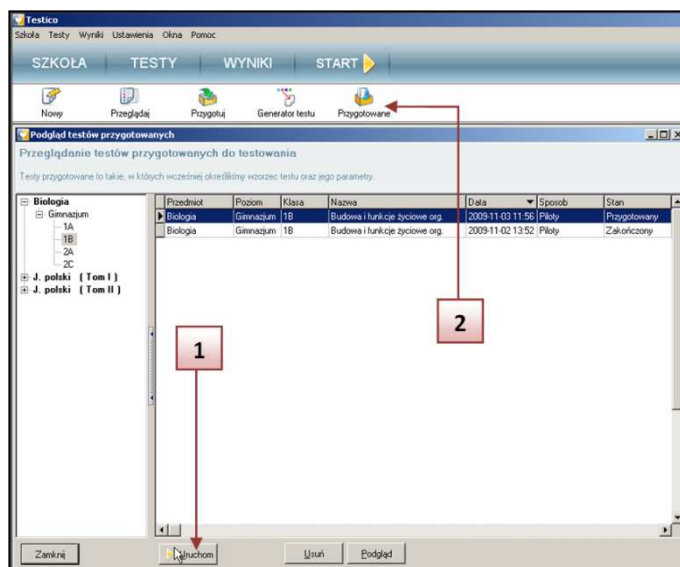 Testico
Szkoła Testy Wyniki Ustawienia Okna Pomoc
SZKOŁA TESTY WYNIKI START
Nowy Przeglądaj Przygotuj Generator testu Przygotowane
Podgląd testów przygotowanych
Przeglądanie testów przygotowanych do testowania
Testy przygotowane to takie, w których wcześniej określiliśmy wzorzec testu oraz jego parametry.
Biologia
Gimnazjum
1A
1B
2A
2C
J. polski (Tom I)
J. polski (Tom II)
Przedmiot Poziom Klasa Nazwa Data Sposob Stan
Biologia Gimnazjum 1B Budowa i funkcje życiowe org. 2009-11-03 11:56 Piloty Przygotowany
Biologia Gimnazjum 1B Budowa i funkcje życiowe org. 2009-11-02 13:52 Piloty Zakończony
2
1
Zamknij Uruchom Usuń Podgląd